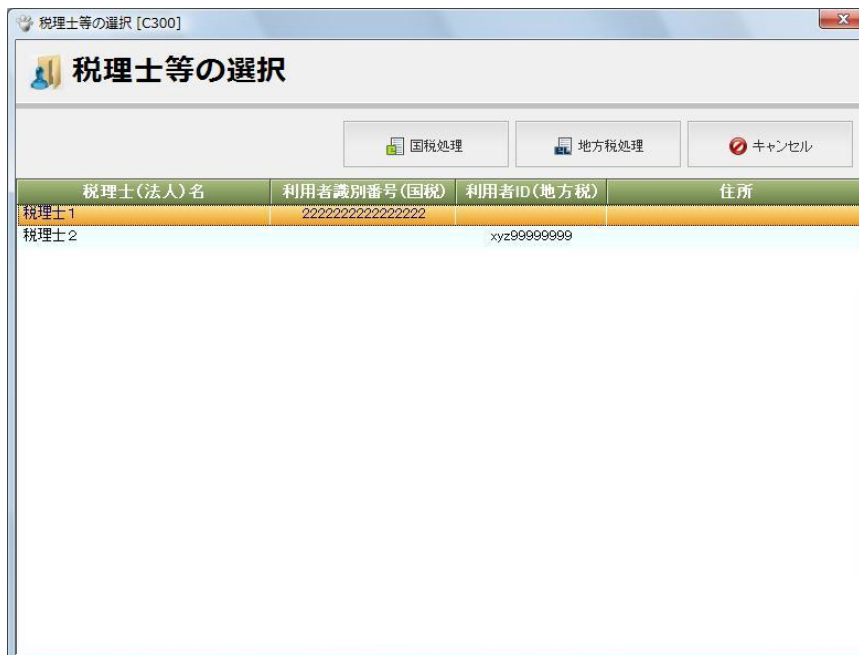 税理士等の選択 [C300]
税理士等の選択
国税処理 地方税処理 キャンセル
税理士(法人)名 利用者識別番号(国税) 利用者ID(地方税) 住所
税理士1 2222222222222222
税理士2 xyz99999999